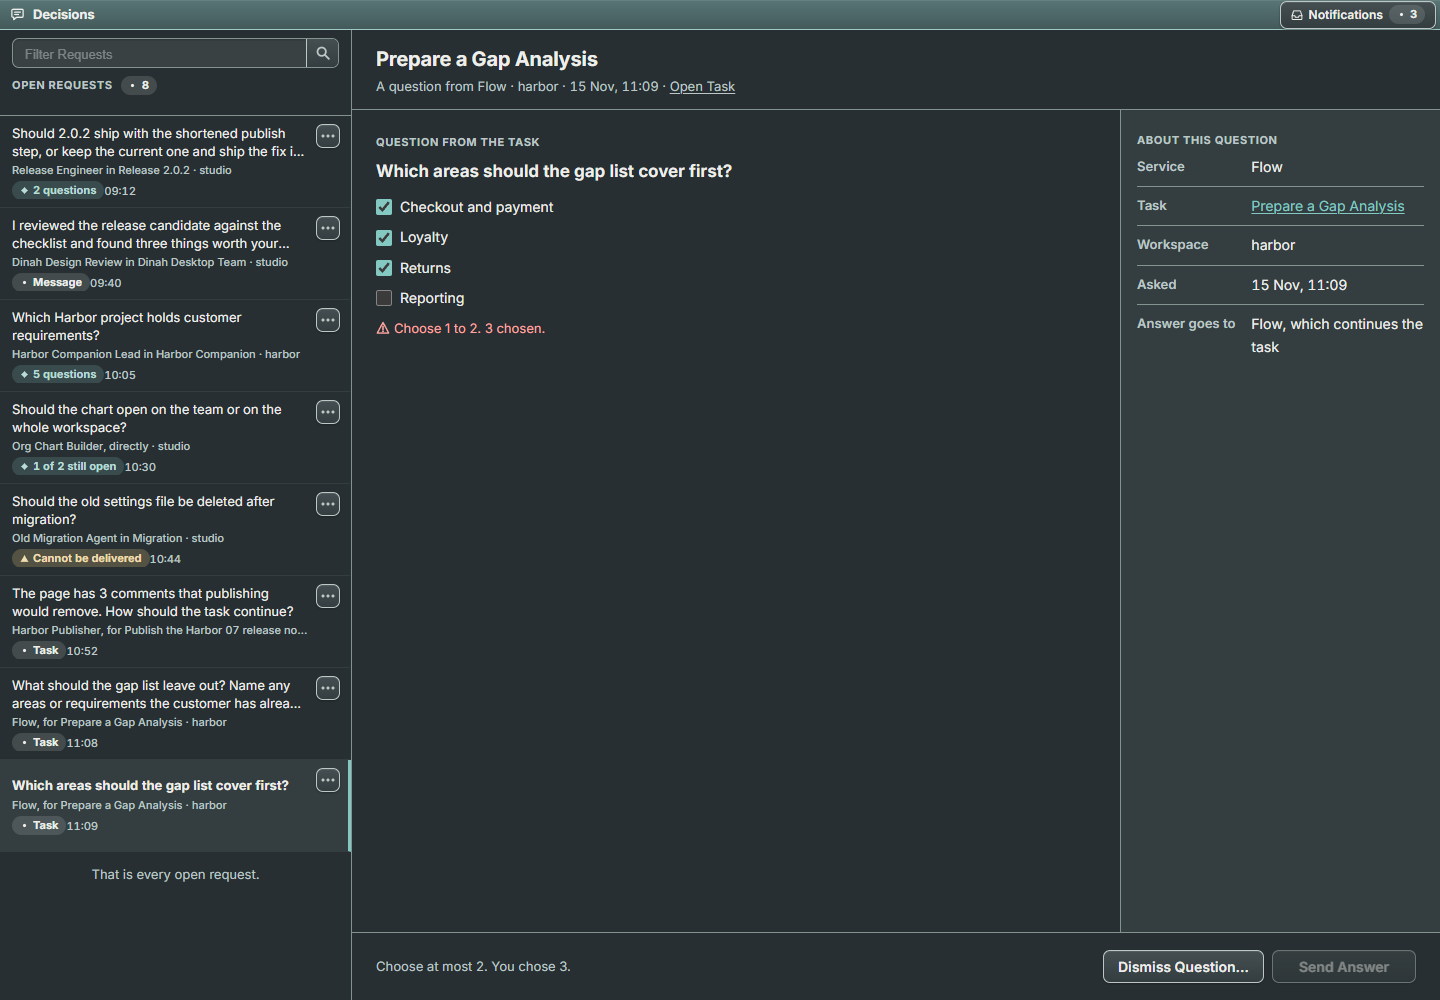 Decisions
Notifications • 3
Filter Requests
OPEN REQUESTS • 8
Should 2.0.2 ship with the shortened publish
step, or keep the current one and ship the fix i...
Release Engineer in Release 2.0.2 · studio
2 questions 09:12
I reviewed the release candidate against the
checklist and found three things worth your...
Dinah Design Review in Dinah Desktop Team · studio
• Message 09:40
Which Harbor project holds customer
requirements?
Harbor Companion Lead in Harbor Companion · harbor
5 questions 10:05
Should the chart open on the team or on the
whole workspace?
Org Chart Builder, directly · studio
1 of 2 still open 10:30
Should the old settings file be deleted after
migration?
Old Migration Agent in Migration · studio
Cannot be delivered 10:44
The page has 3 comments that publishing
would remove. How should the task continue?
Harbor Publisher, for Publish the Harbor 07 release no...
• Task 10:52
What should the gap list leave out? Name any
areas or requirements the customer has alrea...
Flow, for Prepare a Gap Analysis · harbor
• Task 11:08
Which areas should the gap list cover first?
Flow, for Prepare a Gap Analysis · harbor
• Task 11:09
That is every open request.
Prepare a Gap Analysis
A question from Flow · harbor · 15 Nov, 11:09 · Open Task
QUESTION FROM THE TASK
Which areas should the gap list cover first?
Checkout and payment
Loyalty
Returns
Reporting
Choose 1 to 2. 3 chosen.
ABOUT THIS QUESTION
Service Flow
Task Prepare a Gap Analysis
Workspace harbor
Asked 15 Nov, 11:09
Answer goes to Flow, which continues the
task
Choose at most 2. You chose 3.
Dismiss Question...
Send Answer